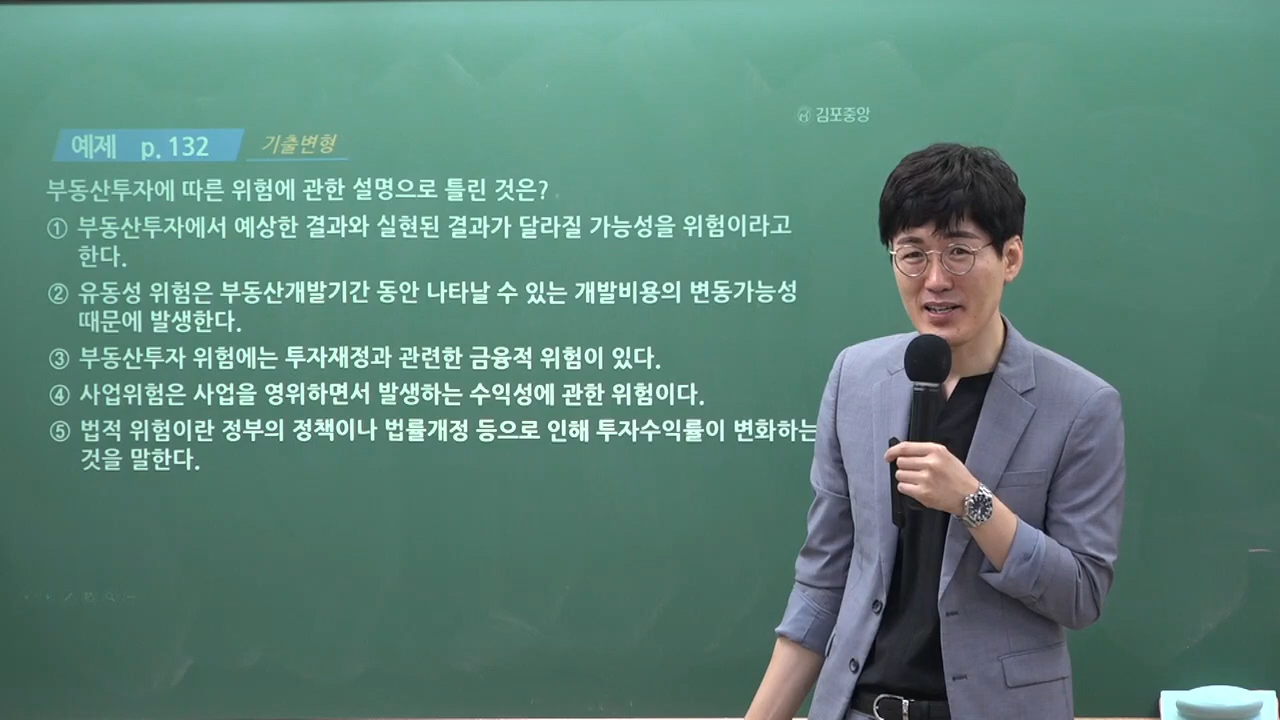 김포중앙
예제 p. 132 기출변형
부동산투자에 따른 위험에 관한 설명으로 틀린 것은?
① 부동산투자에서 예상한 결과와 실현된 결과가 달라질 가능성을 위험이라고
한다.
② 유동성 위험은 부동산개발기간 동안 나타날 수 있는 개발비용의 변동가능성
때문에 발생한다.
③ 부동산투자 위험에는 투자재정과 관련한 금융적 위험이 있다.
④ 사업위험은 사업을 영위하면서 발생하는 수익성에 관한 위험이다.
⑤ 법적 위험이란 정부의 정책이나 법률개정 등으로 인해 투자수익률이 변화하는
것을 말한다.